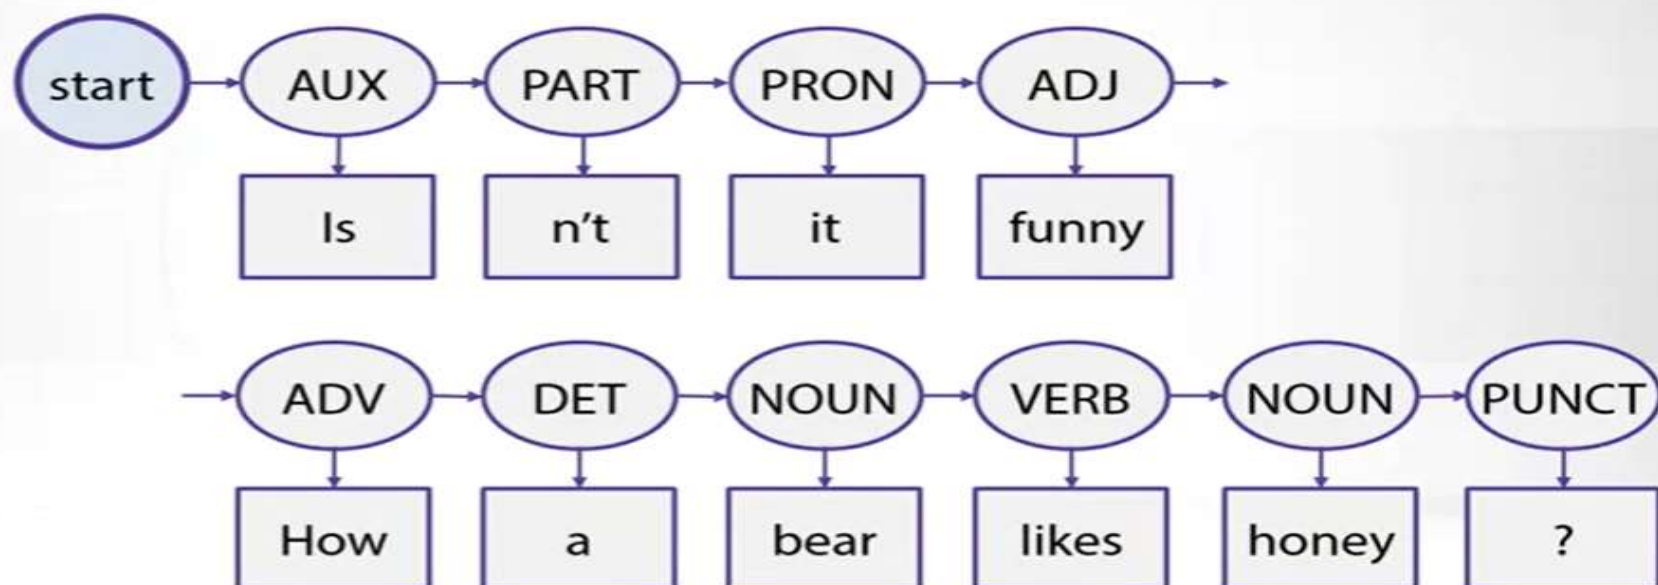 start AUX PART PRON ADJ
Is n't it funny
ADV DET NOUN VERB NOUN PUNCT
How a bear likes honey ?